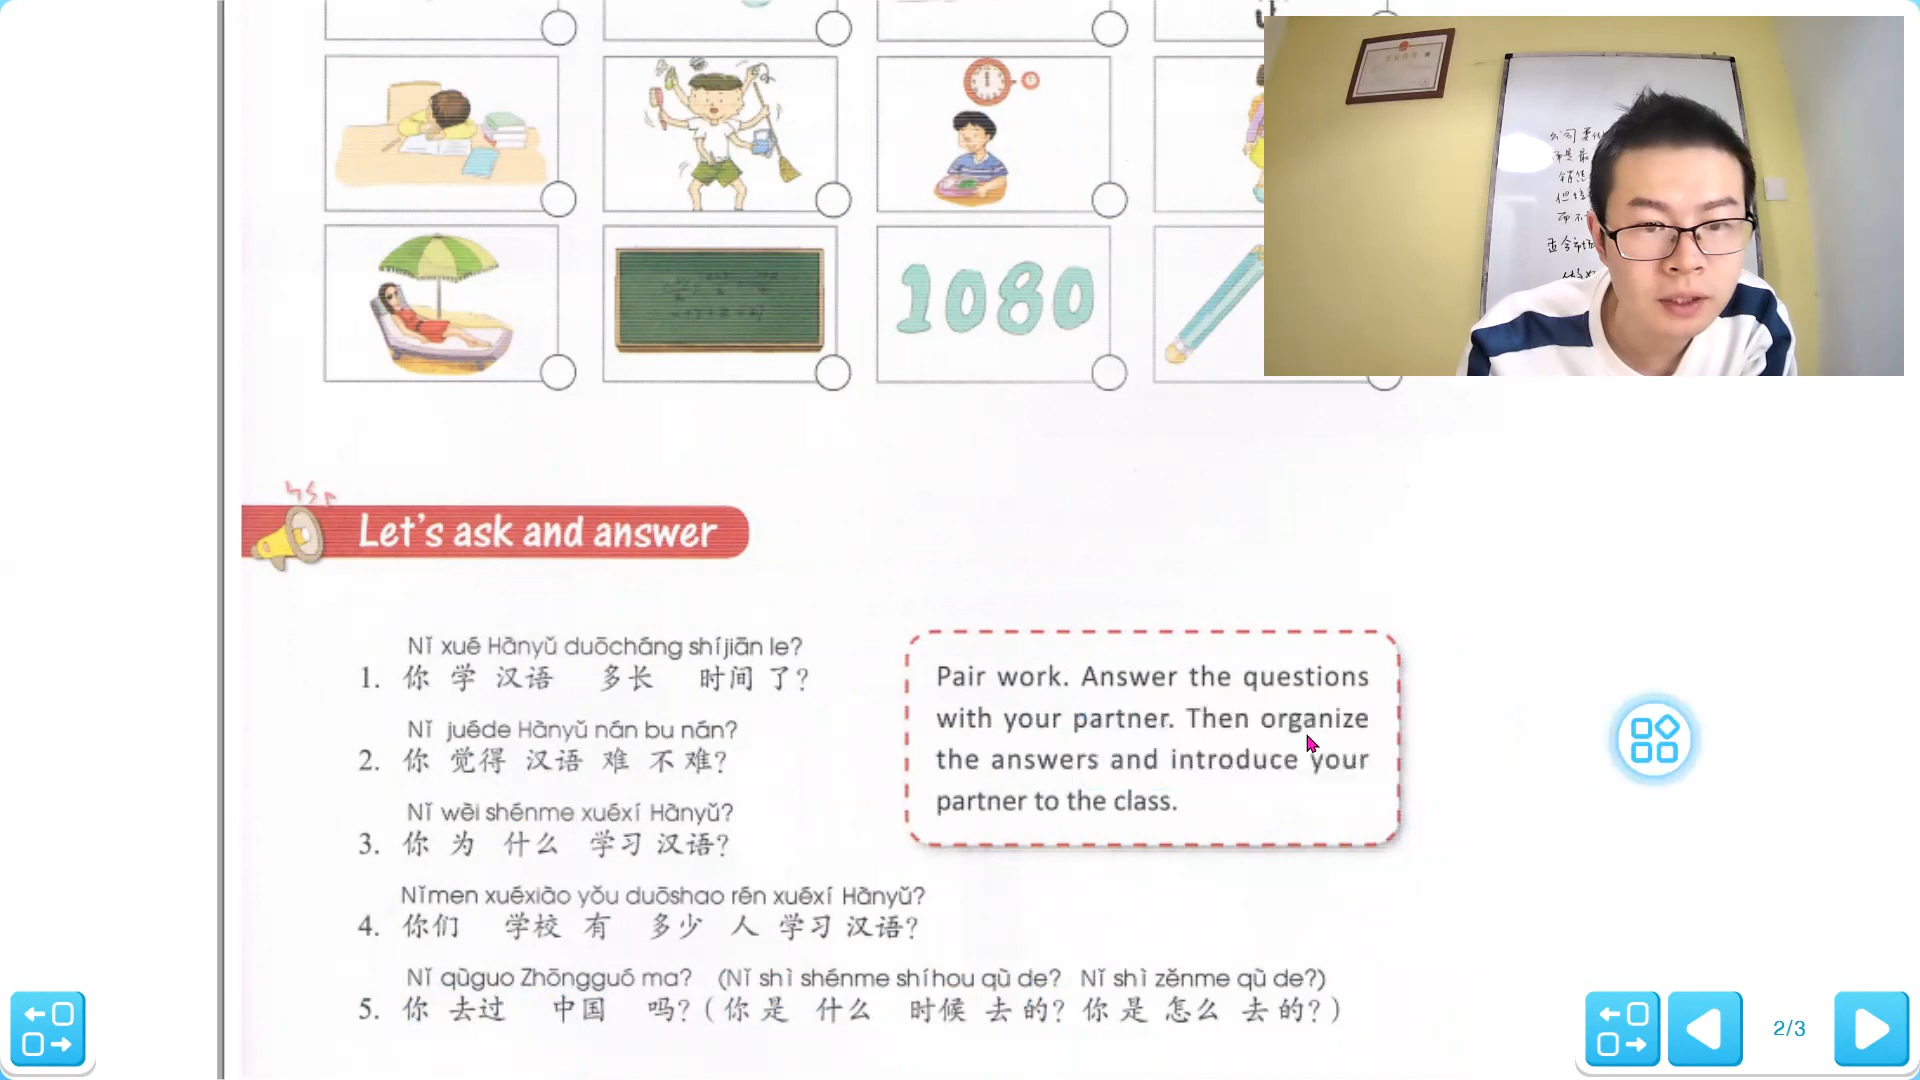 1080
Let's ask and answer
Nǐ xué Hànyǔ duōcháng shíjiān le?
1. 你 学 汉语 多长 时间 了?
Nǐ juéde Hànyǔ nán bu nán?
2. 你 觉得 汉语 难 不 难?
Nǐ wèi shénme xuéxí Hànyǔ?
3. 你 为 什么 学习 汉语?
Nǐmen xuéxiào yǒu duōshao rén xuéxí Hànyǔ?
4. 你们 学校 有 多少 人 学习 汉语?
Nǐ qùguo Zhōngguó ma? (Nǐ shì shénme shíhou qù de? Nǐ shì zěnme qù de?)
5. 你 去过 中国 吗? (你 是 什么 时候 去 的? 你 是 怎么 去 的?)
Pair work. Answer the questions
with your partner. Then organize
the answers and introduce your
partner to the class.
2/3